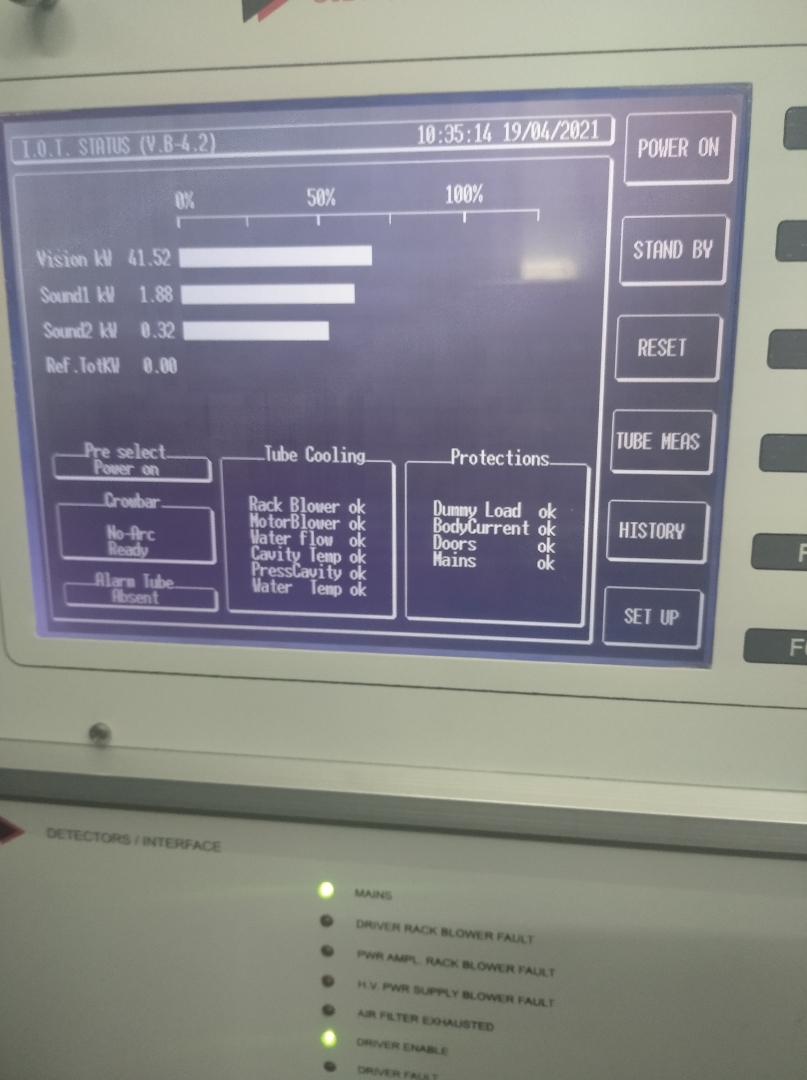 I.O.T. STATUS (V.B-4.2)
10:35:14 19/04/2021
POWER ON
0% 50% 100%
Vision kW 41.52
STAND BY
Sound1 kW 1.88
Sound2 kW 0.32
RESET
Ref.TotKW 0.00
TUBE MEAS
Pre select
Power on
Tube Cooling
Protections
Crowbar
No-Arc
Ready
Rack Blower ok
MotorBlower ok
Water flow ok
Cavity Temp ok
PressCavity ok
Water Temp ok
Dummy Load ok
BodyCurrent ok
Doors ok
Mains ok
HISTORY
Alarm Tube
Absent
SET UP
DETECTORS / INTERFACE
MAINS
DRIVER RACK BLOWER FAULT
PWR AMPL. RACK BLOWER FAULT
H.V. PWR SUPPLY BLOWER FAULT
AIR FILTER EXHAUSTED
DRIVER ENABLE
DRIVER FAULT